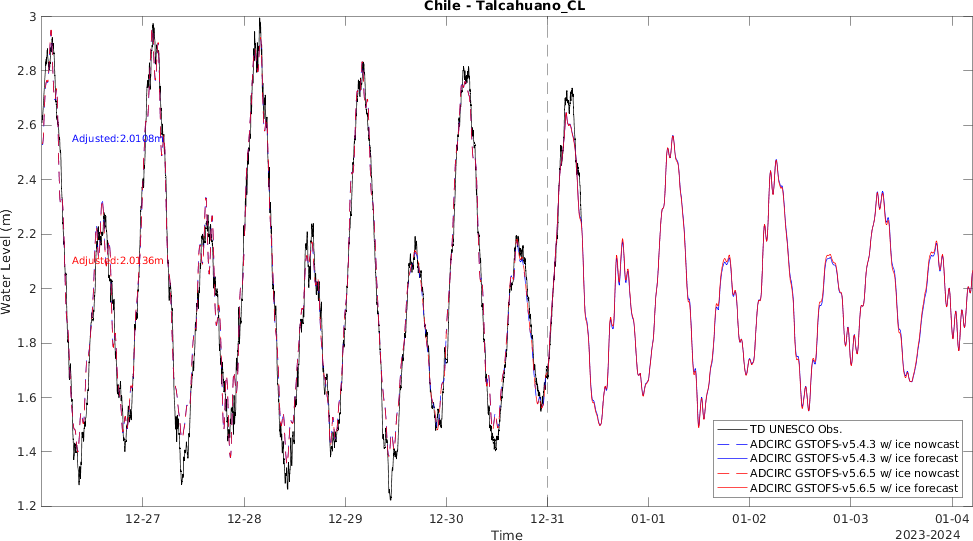 Chile - Talcahuano_CL
3
2.8
2.6
2.4
2.2
2
1.8
1.6
1.4
1.2
Water Level (m)
Adjusted:2.0108m
Adjusted:2.0136m
TD UNESCO Obs.
ADCIRC GSTOFS-v5.4.3 w/ ice nowcast
ADCIRC GSTOFS-v5.4.3 w/ ice forecast
ADCIRC GSTOFS-v5.6.5 w/ ice nowcast
ADCIRC GSTOFS-v5.6.5 w/ ice forecast
12-27 12-28 12-29 12-30 12-31 01-01 01-02 01-03 01-04
Time
2023-2024